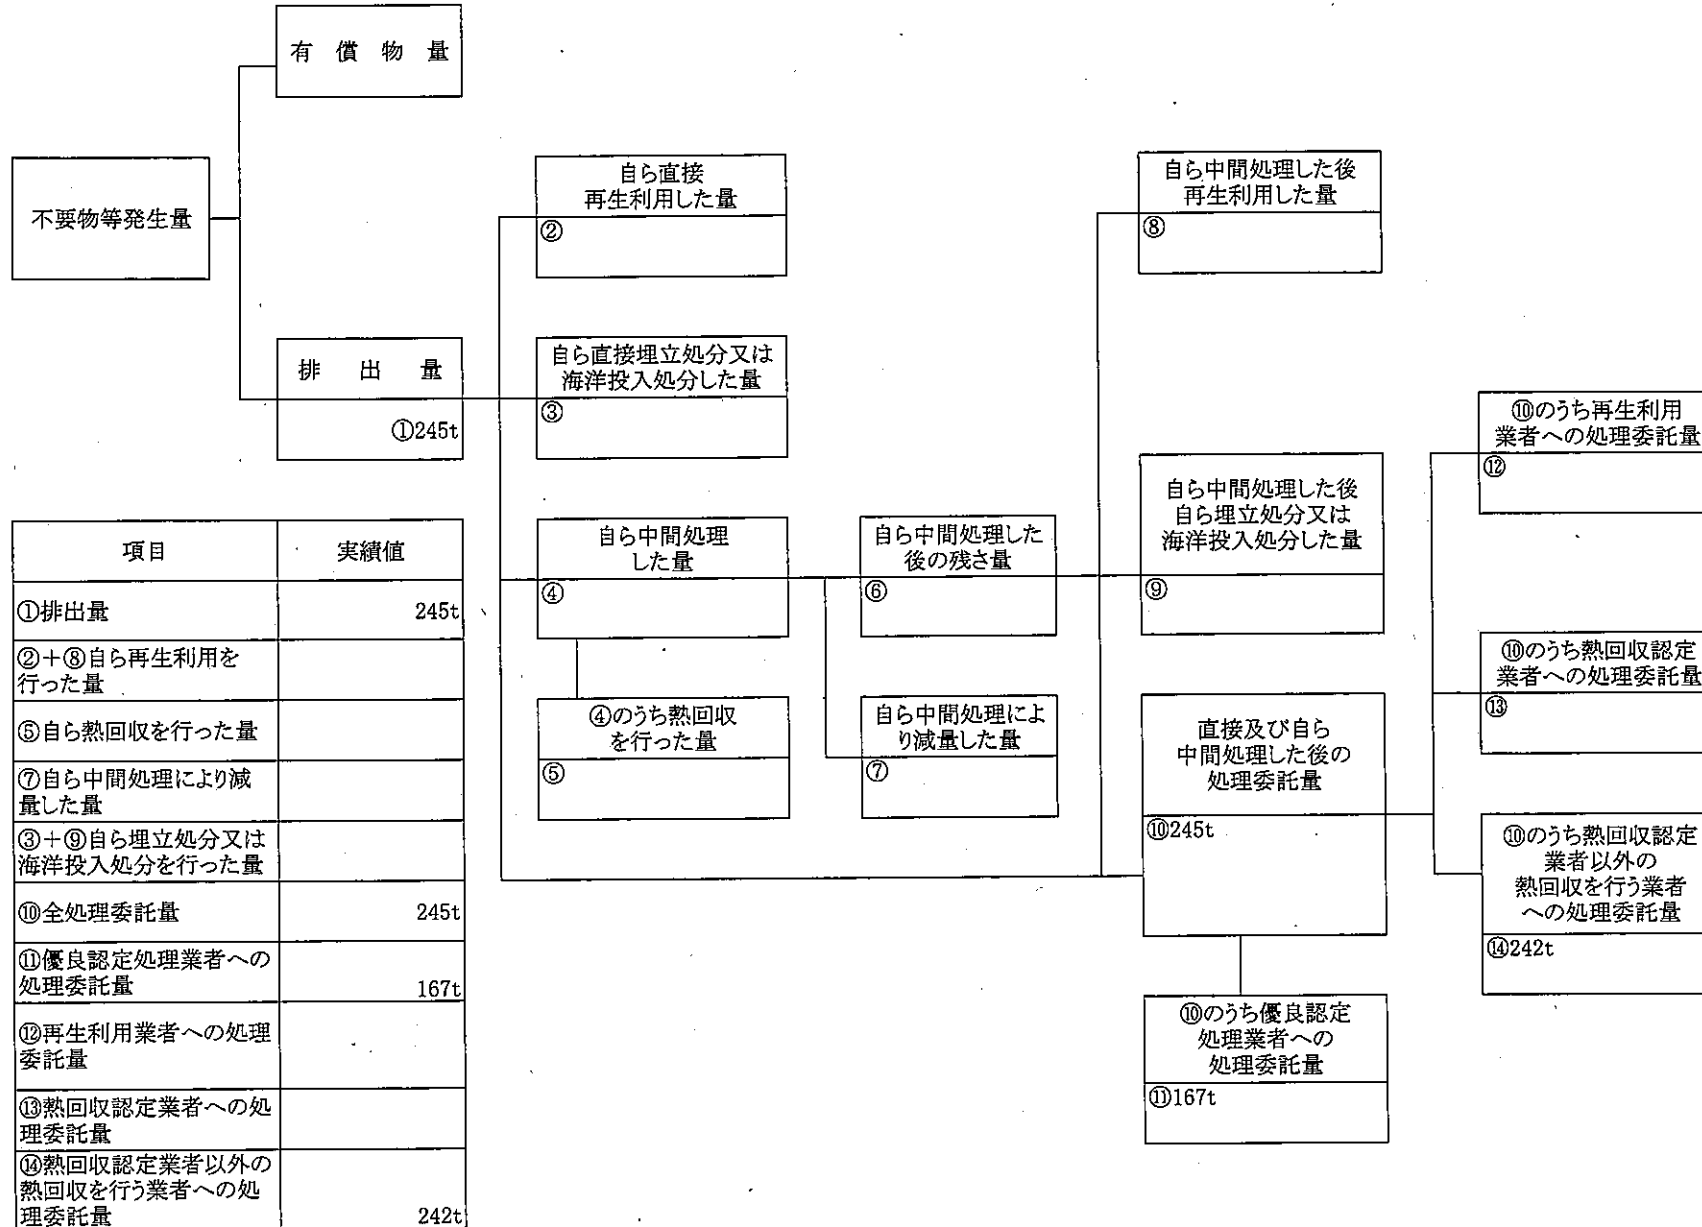 有償物量
不要物等発生量
排出量
①245t
自ら直接
再生利用した量
②
自ら直接埋立処分又は
海洋投入処分した量
③
自ら中間処理
した量
④
④のうち熱回収
を行った量
⑤
自ら中間処理した
後の残さ量
⑥
自ら中間処理によ
り減量した量
⑦
自ら中間処理した後
再生利用した量
⑧
自ら中間処理した後
自ら埋立処分又は
海洋投入処分した量
⑨
直接及び自ら
中間処理した後の
処理委託量
⑩245t
⑩のうち優良認定
処理業者への
処理委託量
⑪167t
⑩のうち再生利用
業者への処理委託量
⑫
⑩のうち熱回収認定
業者への処理委託量
⑬
⑩のうち熱回収認定
業者以外の
熱回収を行う業者
への処理委託量
⑭242t
項目 実績値
①排出量 245t
②+⑧自ら再生利用を
行った量
⑤自ら熱回収を行った量
⑦自ら中間処理により減
量した量
③+⑨自ら埋立処分又は
海洋投入処分を行った量
⑩全処理委託量 245t
⑪優良認定処理業者への
処理委託量 167t
⑫再生利用業者への処理
委託量
⑬熱回収認定業者への処
理委託量
⑭熱回収認定業者以外の
熱回収を行う業者への処
理委託量 242t